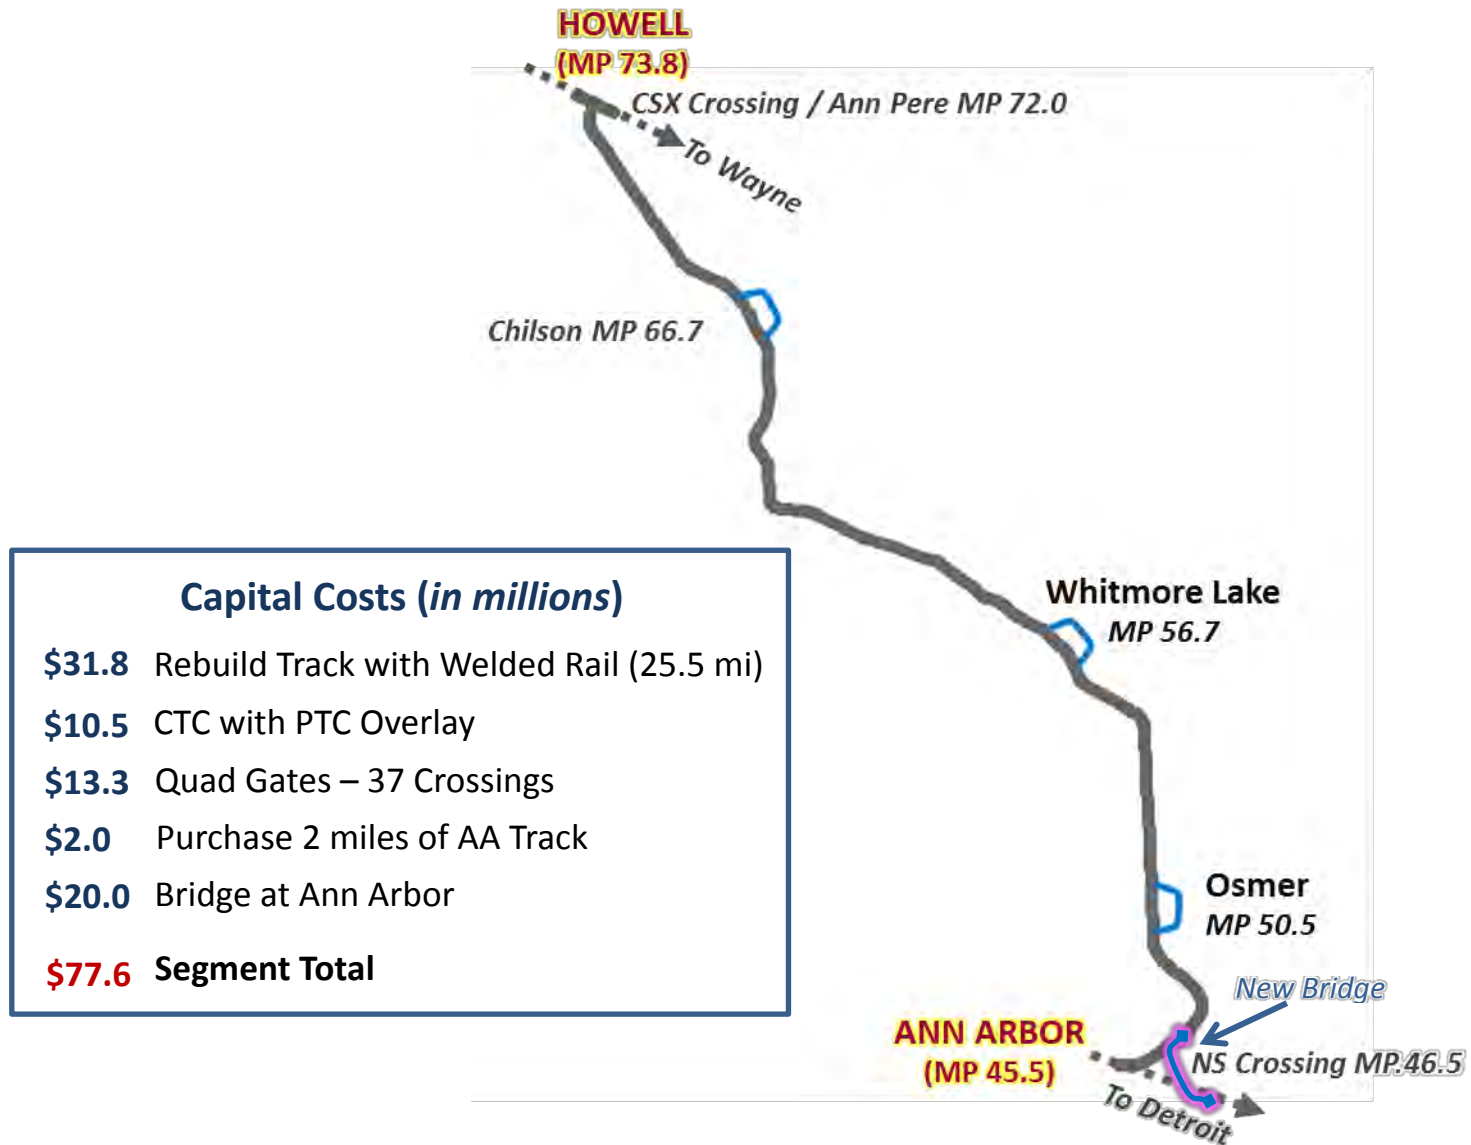 HOWELL
(MP 73.8)
CSX Crossing / Ann Pere MP 72.0
To Wayne
Chilson MP 66.7
Whitmore Lake
MP 56.7
Capital Costs (in millions)
$31.8 Rebuild Track with Welded Rail (25.5 mi)
$10.5 CTC with PTC Overlay
$13.3 Quad Gates – 37 Crossings
$2.0 Purchase 2 miles of AA Track
$20.0 Bridge at Ann Arbor
$77.6 Segment Total
Osmer
MP 50.5
New Bridge
ANN ARBOR
(MP 45.5)
NS Crossing MP.46.5
To Detroit